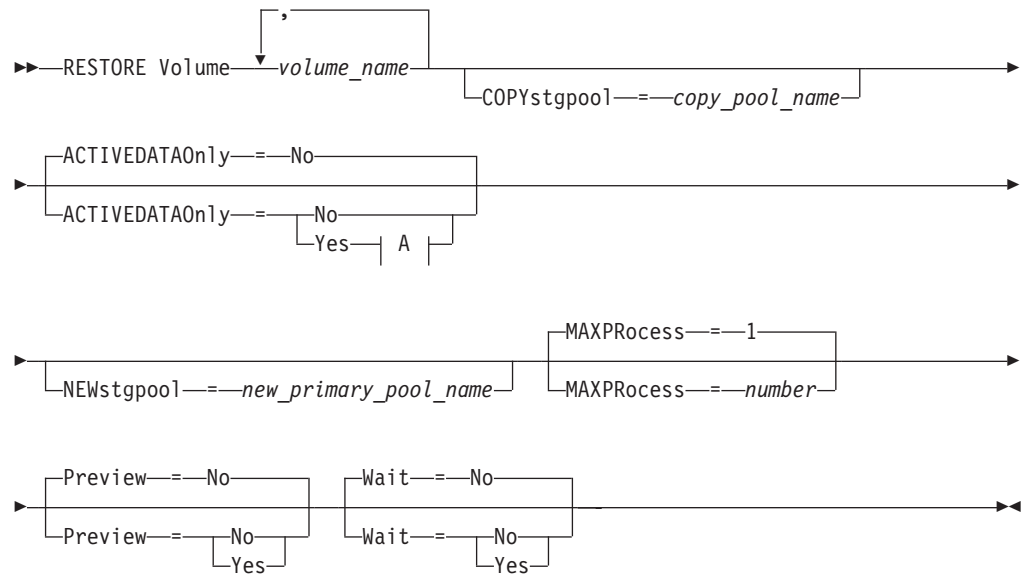 ,
RESTORE Volume volume_name
COPYstgpool = copy_pool_name
ACTIVEDATAOnly = No
ACTIVEDATAOnly = No
Yes A
MAXPRocess = 1
NEWstgpool = new_primary_pool_name MAXPRocess = number
Preview = No Wait = No
Preview = No Wait = No
Yes Yes